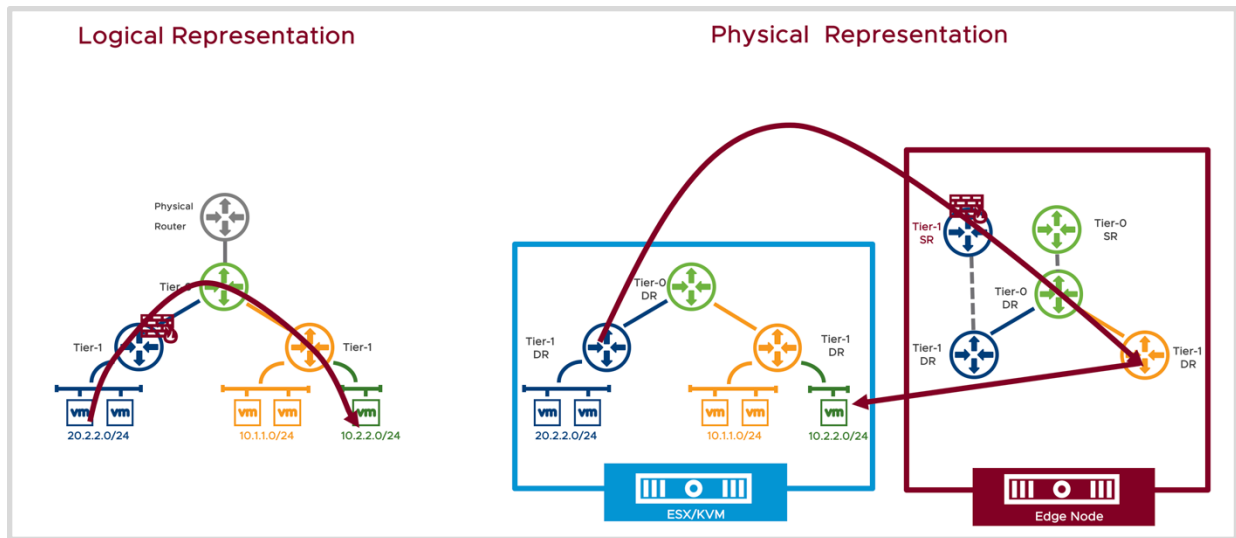 Logical Representation
Physical Representation
Physical
Router
Tier-0
Tier-1
Tier-1
vm
vm
vm
vm
vm
20.2.2.0/24
10.1.1.0/24
10.2.2.0/24
Tier-0
DR
Tier-1
DR
Tier-1
DR
vm
vm
vm
vm
vm
20.2.2.0/24
10.1.1.0/24
10.2.2.0/24
ESX/KVM
Tier-1
SR
Tier-0
SR
Tier-0
DR
Tier-1
DR
Tier-1
DR
Edge Node